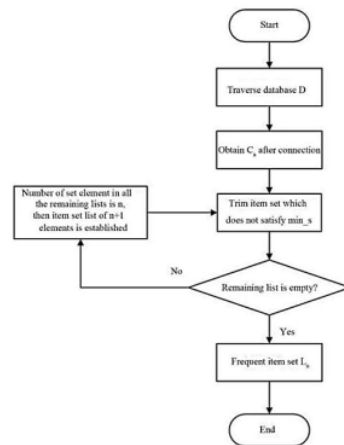 Start
Traverse database D
Obtain Cₖ after connection
Number of set element in all
the remaining lists is n,
then item set list of n+1
elements is established
Trim item set which
does not satisfy min_s
No
Remaining list is empty?
Yes
Frequent item set Lₖ
End